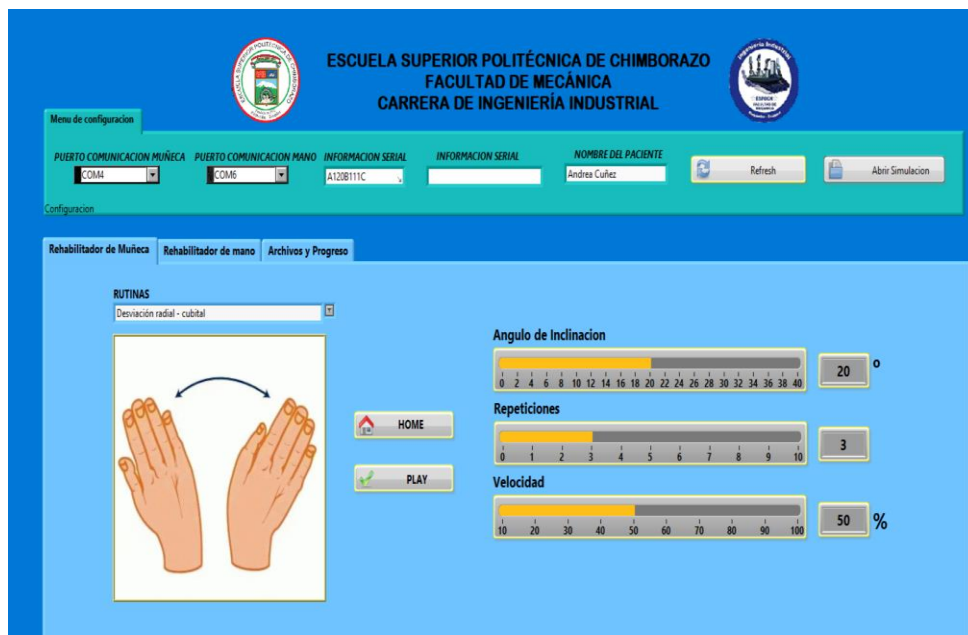 ESCUELA SUPERIOR POLITÉCNICA DE CHIMBORAZO
FACULTAD DE MECÁNICA
CARRERA DE INGENIERÍA INDUSTRIAL
Menu de configuracion
PUERTO COMUNICACION MUÑECA PUERTO COMUNICACION MANO INFORMACION SERIAL INFORMACION SERIAL NOMBRE DEL PACIENTE
COM4 COM6 A120B111C Andrea Cuñez Refresh Abrir Simulacion
Configuracion
Rehabilitador de Muñeca Rehabilitador de mano Archivos y Progreso
RUTINAS
Desviación radial - cubital
HOME
PLAY
Angulo de Inclinacion
0 2 4 6 8 10 12 14 16 18 20 22 24 26 28 30 32 34 36 38 40
20 º
Repeticiones
0 1 2 3 4 5 6 7 8 9 10
3
Velocidad
10 20 30 40 50 60 70 80 90 100
50 %